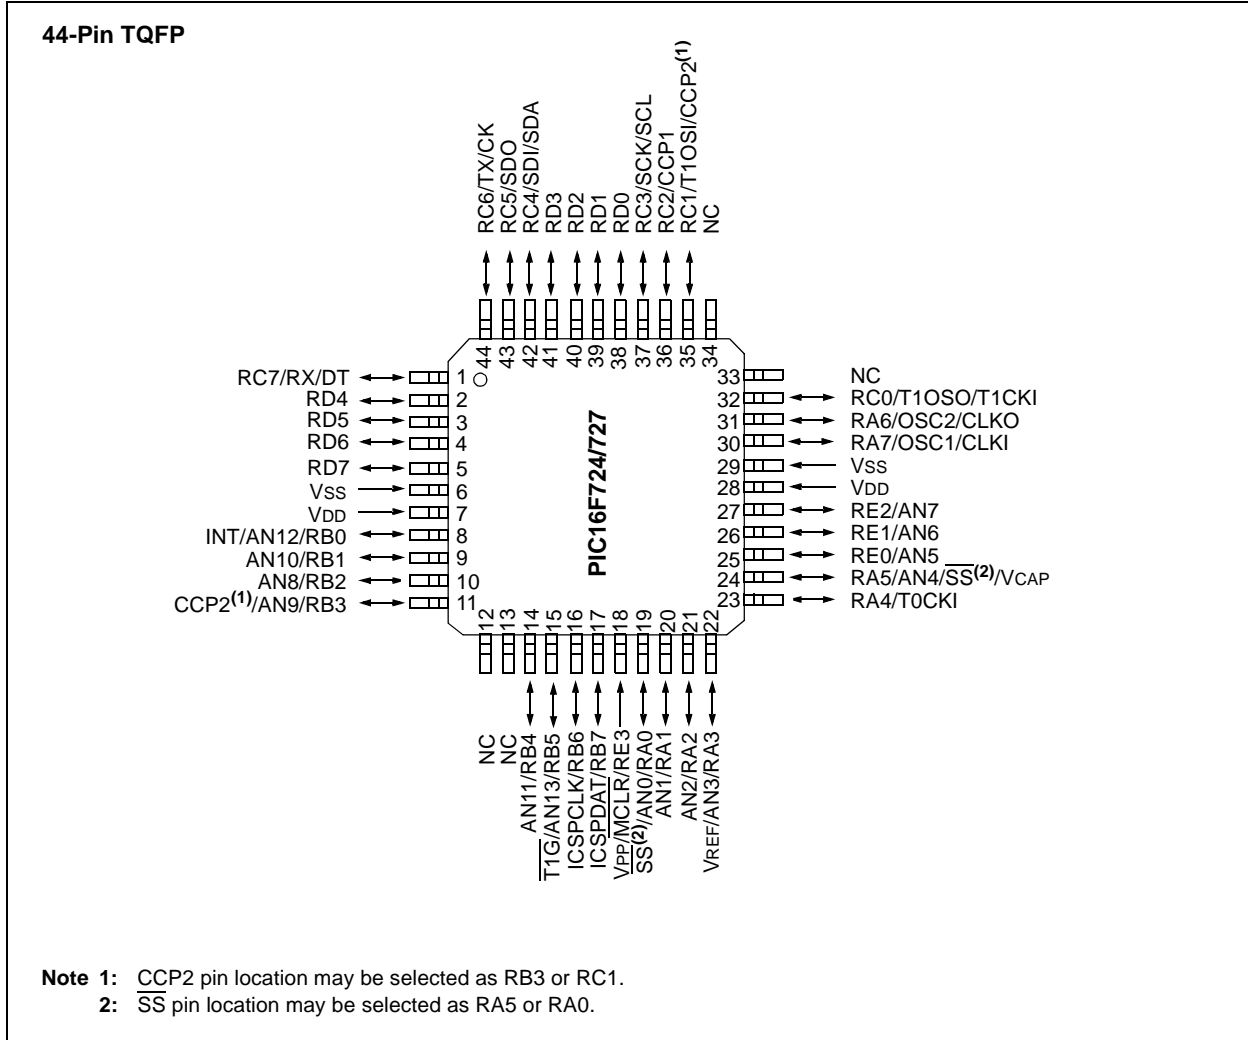 44-Pin TQFP
RC6/TX/CK
RC5/SDO
RC4/SDI/SDA
RD3
RD2
RD1
RD0
RC3/SCK/SCL
RC2/CCP1
RC1/T1OSI/CCP2(1)
NC
44
43
42
41
40
39
38
37
36
35
34
RC7/RX/DT 1
RD4 2
RD5 3
RD6 4
RD7 5
VSS 6
VDD 7
INT/AN12/RB0 8
AN10/RB1 9
AN8/RB2 10
CCP2(1)/AN9/RB3 11
PIC16F724/727
33 NC
32 RC0/T1OSO/T1CKI
31 RA6/OSC2/CLKO
30 RA7/OSC1/CLKI
29 VSS
28 VDD
27 RE2/AN7
26 RE1/AN6
25 RE0/AN5
24 RA5/AN4/SS(2)/VCAP
23 RA4/T0CKI
12
13
14
15
16
17
18
19
20
21
22
NC
NC
AN11/RB4
T1G/AN13/RB5
ICSPCLK/RB6
ICSPDAT/RB7
VPP/MCLR/RE3
SS(2)/AN0/RA0
AN1/RA1
AN2/RA2
VREF/AN3/RA3
Note 1: CCP2 pin location may be selected as RB3 or RC1.
2: SS pin location may be selected as RA5 or RA0.